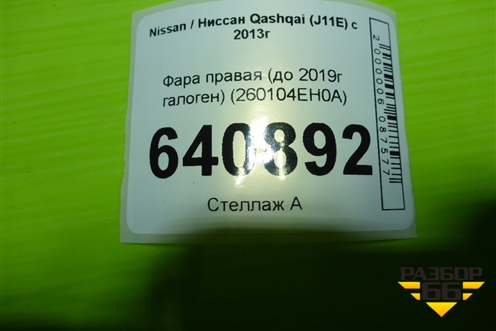 Nissan / Ниссан Qashqai (J11E) с
2013г
Фара правая (до 2019г
галоген) (260104EH0A)
640892
Стеллаж А
2000006087577
РАЗБОР
66